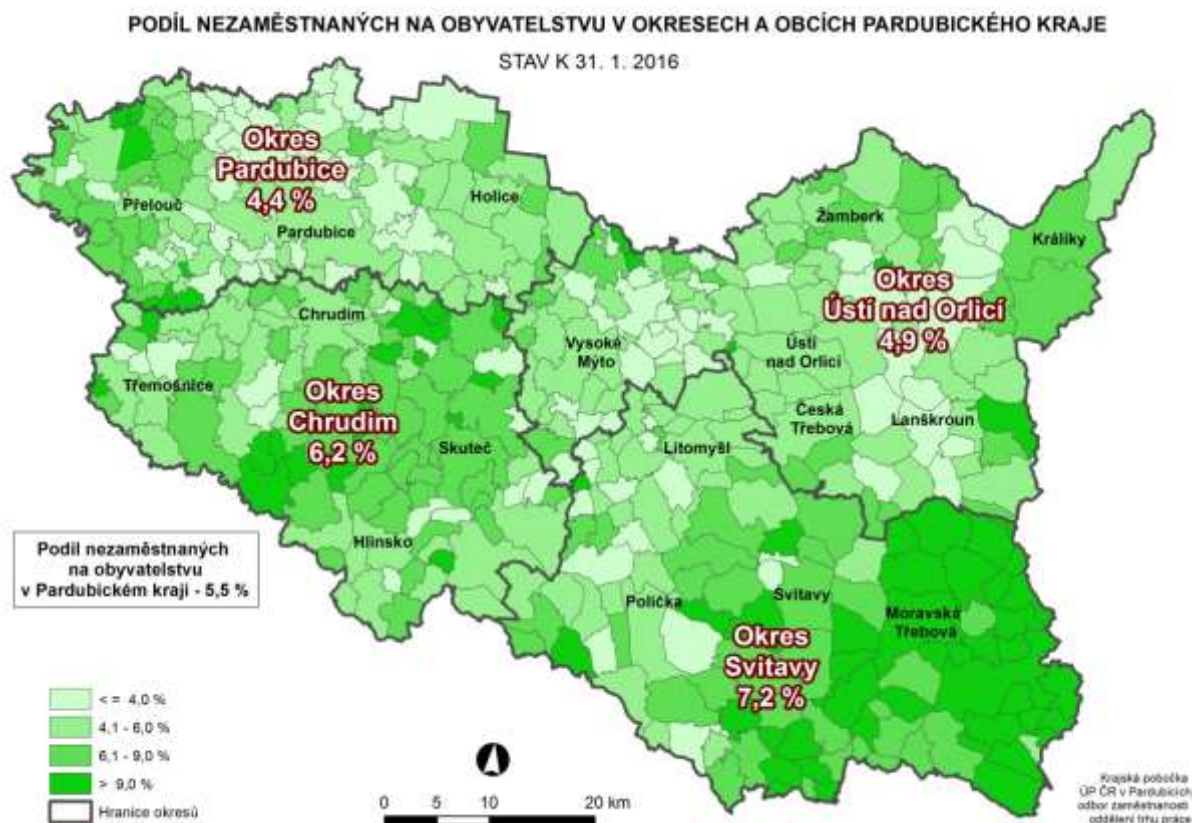 PODÍL NEZAMĚSTNANÝCH NA OBYVATELSTVU V OKRESECH A OBCÍCH PARDUBICKÉHO KRAJE
STAV K 31. 1. 2016
Okres
Pardubice
4,4 %
Přelouč
Pardubice
Holice
Žamberk
Králíky
Okres
Ústí nad Orlicí
4,9 %
Chrudim
Vysoké
Mýto
Ústí
nad Orlicí
Třemošnice
Okres
Chrudim
6,2 %
Skuteč
Česká
Třebová
Lanškroun
Litomyšl
Hlinsko
Podíl nezaměstnaných
na obyvatelstvu
v Pardubickém kraji - 5,5 %
Polička
Svitavy
Moravská
Třebová
Okres
Svitavy
7,2 %
< = 4,0 %
4,1 - 6,0 %
6,1 - 9,0 %
> 9,0 %
Hranice okresů
0 5 10 20 km
Krajská pobočka
ÚP ČR v Pardubicích
odbor zaměstnanosti
oddělení trhu práce